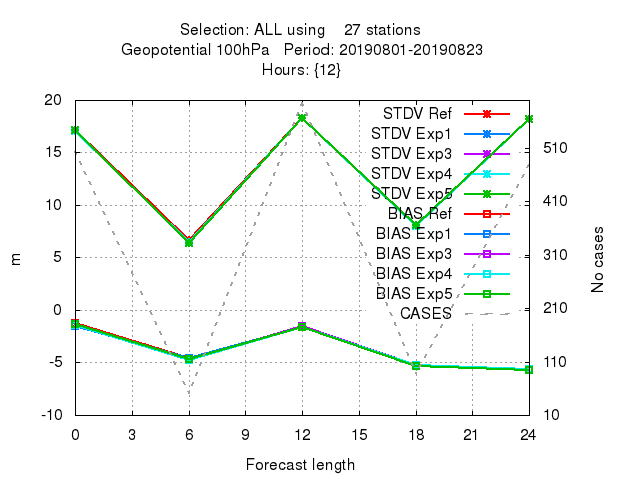 Selection: ALL using 27 stations
Geopotential 100hPa Period: 20190801-20190823
Hours: {12}
STDV Ref
STDV Exp1
STDV Exp3
STDV Exp4
STDV Exp5
BIAS Ref
BIAS Exp1
BIAS Exp3
BIAS Exp4
BIAS Exp5
CASES
20
15
10
5
0
-5
-10
m
510
410
310
210
110
10
No cases
0 3 6 9 12 15 18 21 24
Forecast length